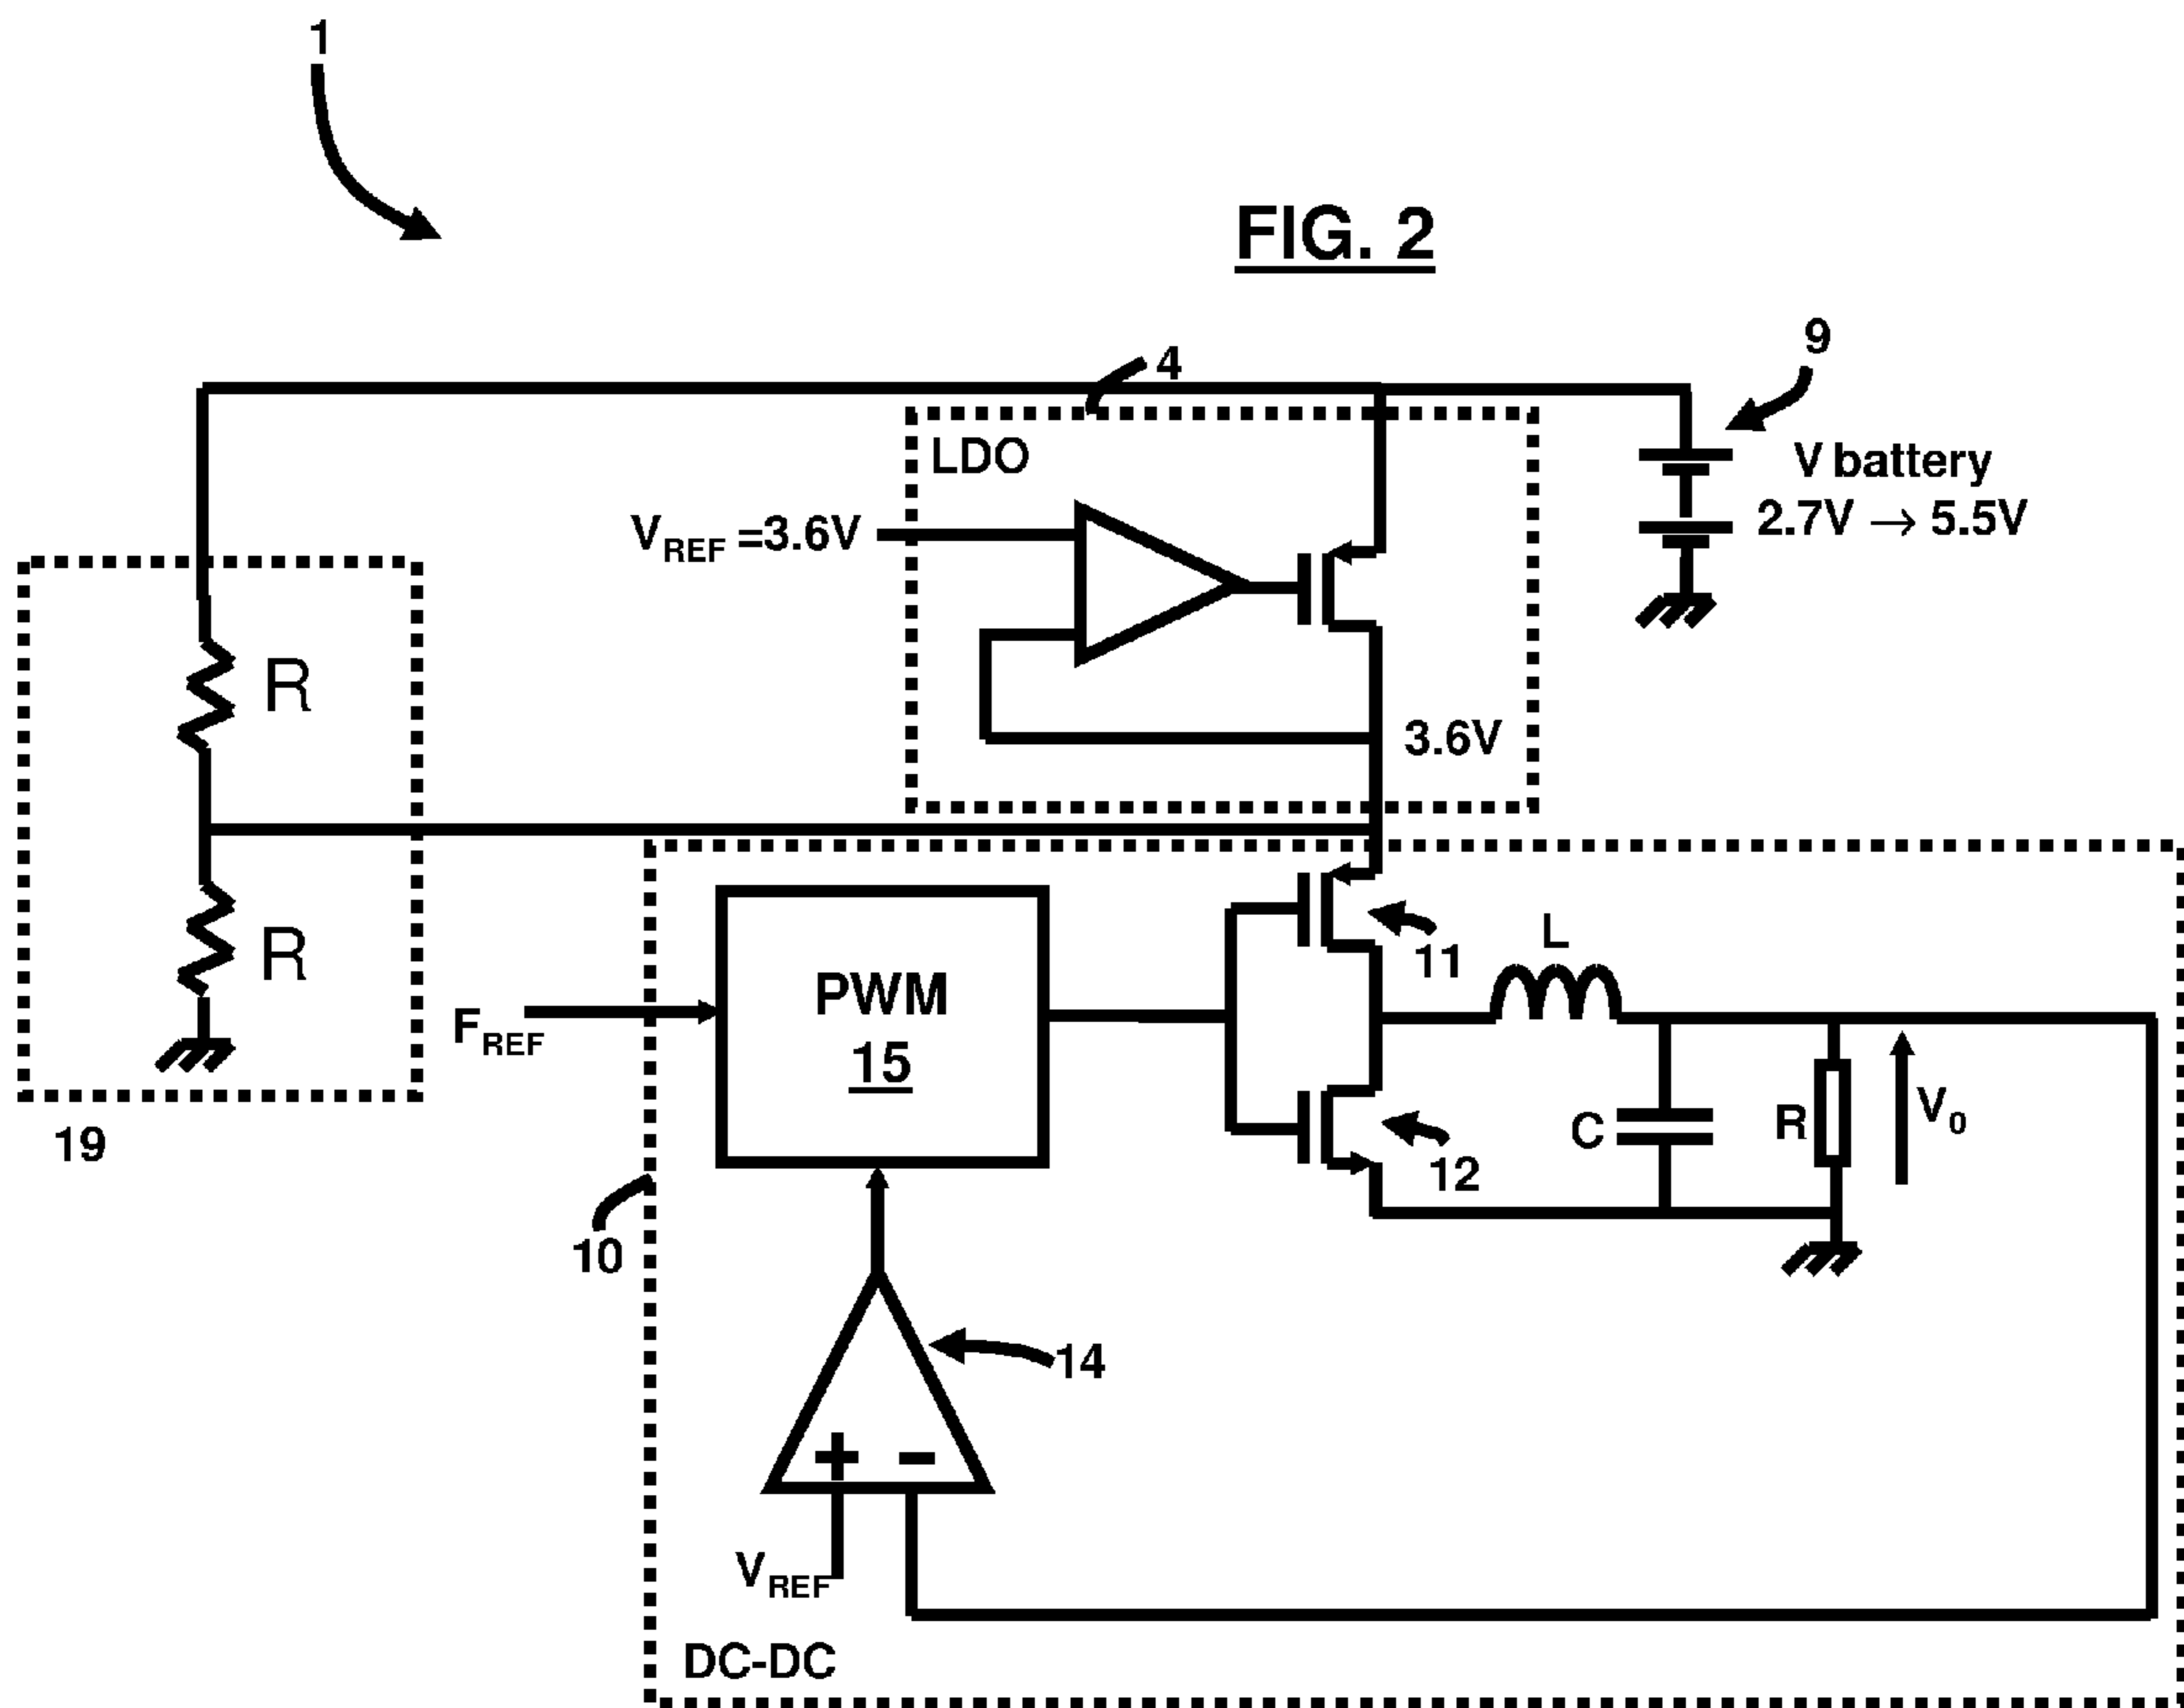 1
FIG. 2
4
9
LDO
V battery
2.7V → 5.5V
VREF =3.6V
R
3.6V
R
11
L
PWM
15
FREF
C
R
V0
12
19
10
14
+ -
VREF
DC-DC